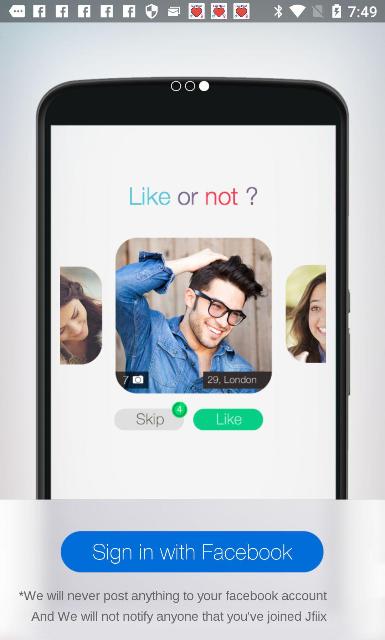 7:49
Like or not ?
7
29, London
Skip
4
Like
Sign in with Facebook
*We will never post anything to your facebook account
And We will not notify anyone that you've joined Jfiix